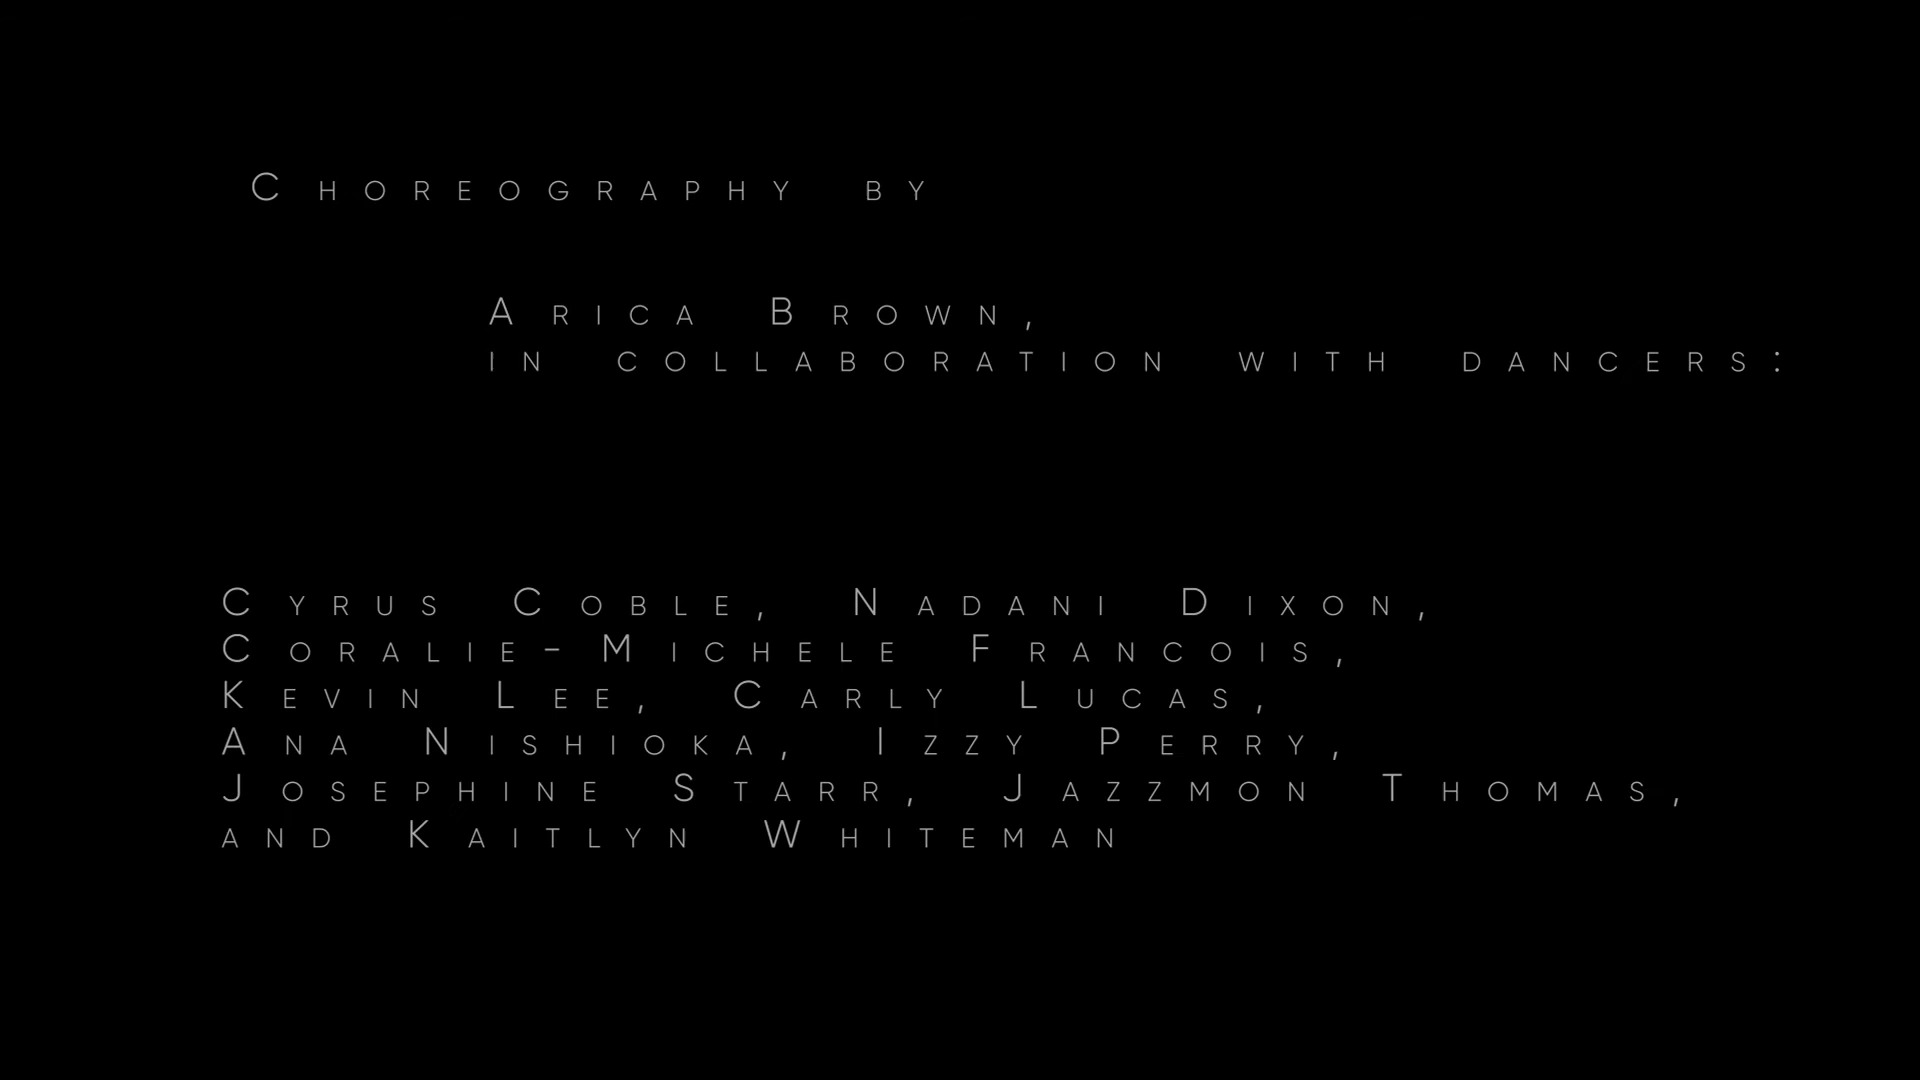 Choreography by
Arica Brown,
in collaboration with dancers:
Cyrus Coble, Nadani Dixon,
Coralie-Michele Francois,
Kevin Lee, Carly Lucas,
Ana Nishioka, Izzy Perry,
Josephine Starr, Jazzmon Thomas,
and Kaitlyn Whiteman